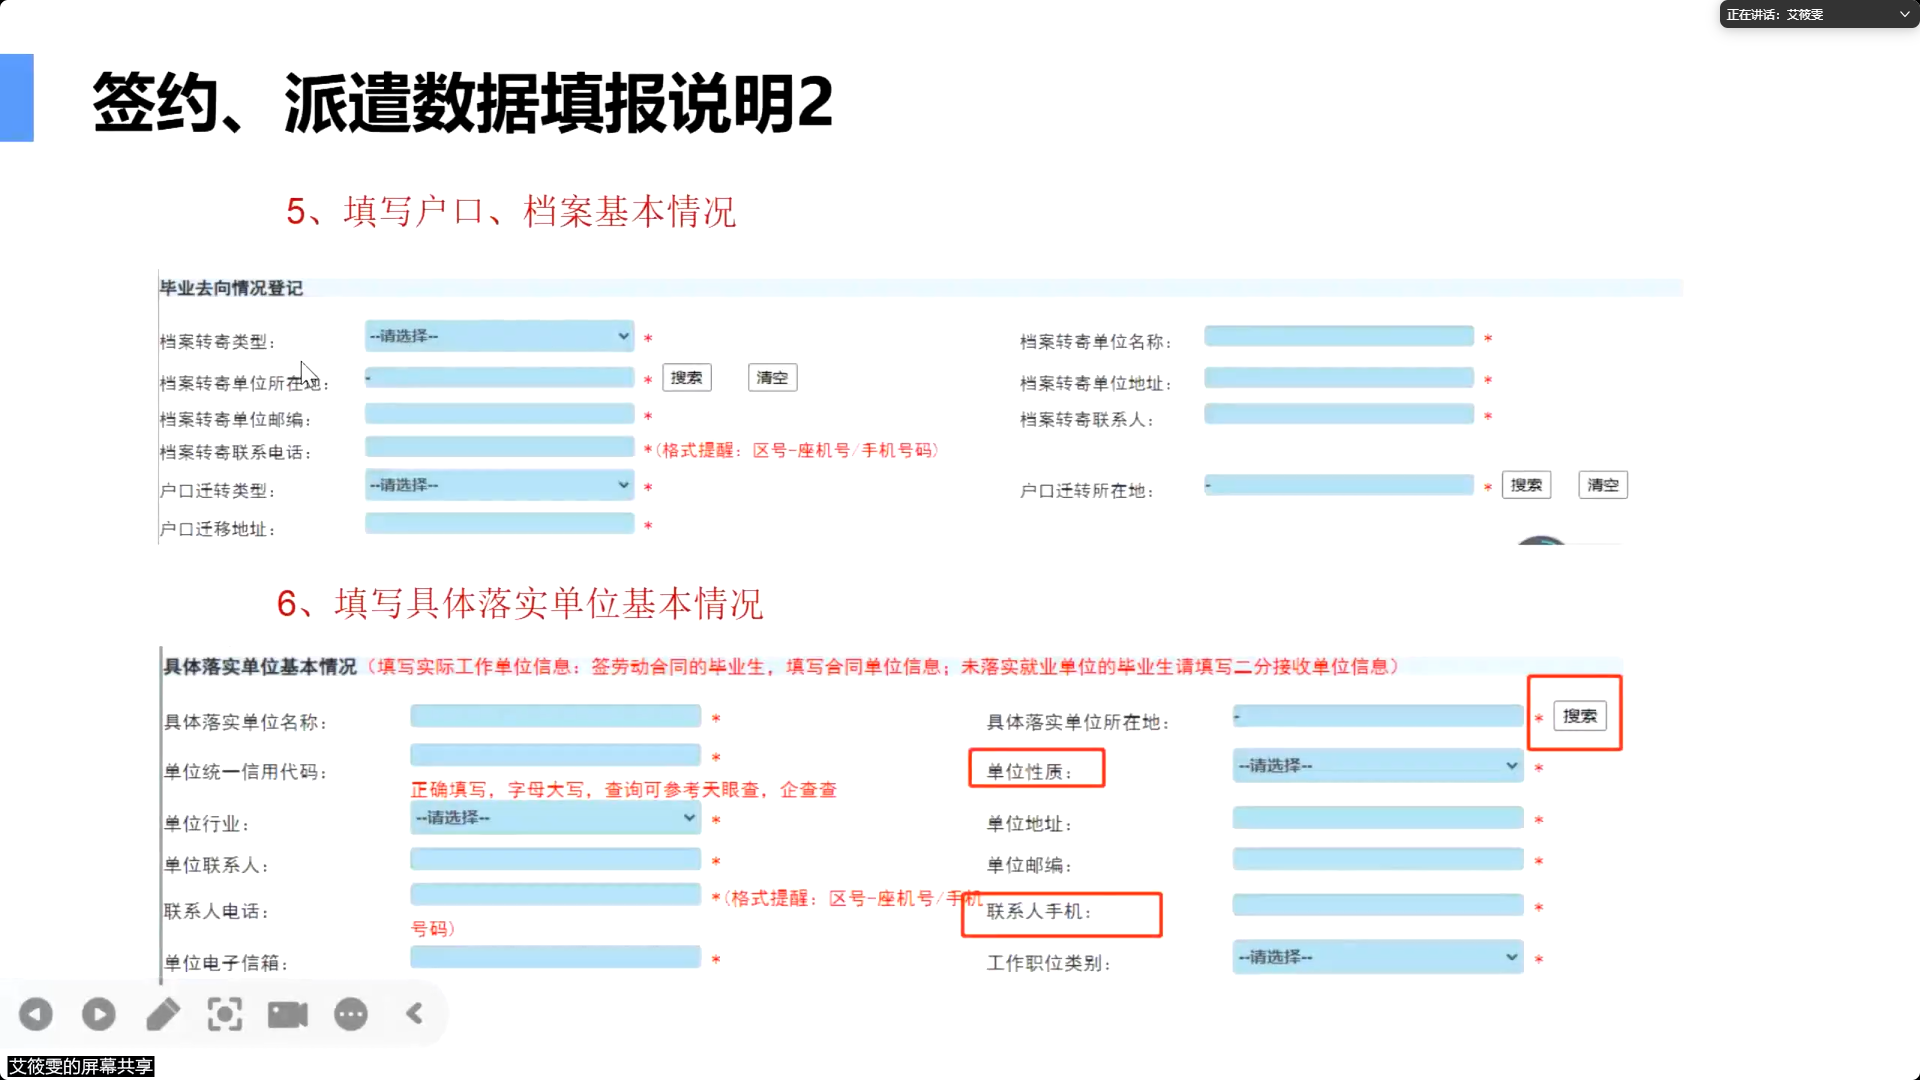 正在讲话：艾筱雯
签约、派遣数据填报说明2
5、填写户口、档案基本情况
毕业去向情况登记
档案转寄类型： --请选择-- * 档案转寄单位名称： *
档案转寄单位所在地： - * 搜索 清空 档案转寄单位地址： *
档案转寄单位邮编： * 档案转寄联系人： *
档案转寄联系电话： *(格式提醒：区号-座机号/手机号码)
户口迁转类型： --请选择-- * 户口迁转所在地： - * 搜索 清空
户口迁移地址： *
6、填写具体落实单位基本情况
具体落实单位基本情况（填写实际工作单位信息：签劳动合同的毕业生，填写合同单位信息；未落实就业单位的毕业生请填写二分接收单位信息）
具体落实单位名称： * 具体落实单位所在地： - * 搜索
单位统一信用代码： * 单位性质： --请选择-- *
正确填写，字母大写，查询可参考天眼查，企查查
单位行业： --请选择-- * 单位地址： *
单位联系人： * 单位邮编： *
联系人电话： *(格式提醒：区号-座机号/手机号码) 联系人手机： *
单位电子信箱： * 工作职位类别： --请选择-- *
艾筱雯的屏幕共享